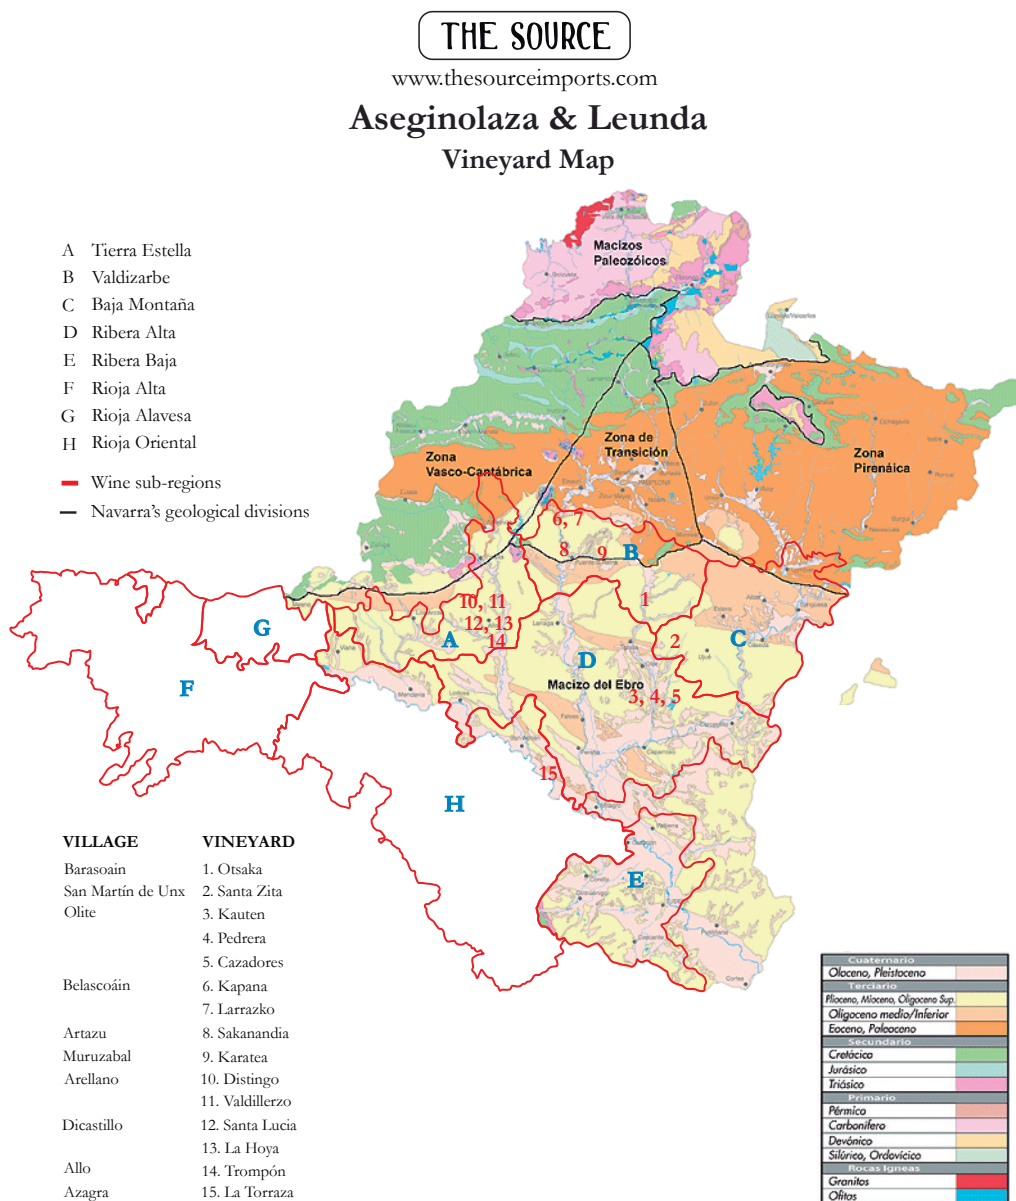 THE SOURCE
www.thesourceimports.com
Aseginolaza & Leunda
Vineyard Map
A Tierra Estella
B Valdizarbe
C Baja Montaña
D Ribera Alta
E Ribera Baja
F Rioja Alta
G Rioja Alavesa
H Rioja Oriental
Wine sub-regions
Navarra's geological divisions
Macizos
Paleozóicos
Zona de
Transición
Zona
Vasco-Cantábrica
Zona
Pirenáica
6, 7
8
9
B
10, 11
12, 13
14
A
1
2
C
G
F
D
Macizo del Ebro
3, 4, 5
15
H
E
VILLAGE VINEYARD
Barasoain 1. Otsaka
San Martín de Unx 2. Santa Zita
Olite 3. Kauten
4. Pedrera
5. Cazadores
Belascoáin 6. Kapana
7. Larrazko
Artazu 8. Sakanandia
Muruzabal 9. Karatea
Arellano 10. Distingo
11. Valdillerzo
Dicastillo 12. Santa Lucia
13. La Hoya
Allo 14. Trompón
Azagra 15. La Torraza
Cuaternario
Oloceno, Pleistoceno
Terciario
Plioceno, Mioceno, Oligoceno Sup.
Oligoceno medio/Inferior
Eoceno, Paleoceno
Secundario
Cretácico
Jurásico
Triásico
Primario
Pérmico
Carbonífero
Devónico
Silúrico, Ordovícico
Rocas Igneas
Granitos
Ofitas